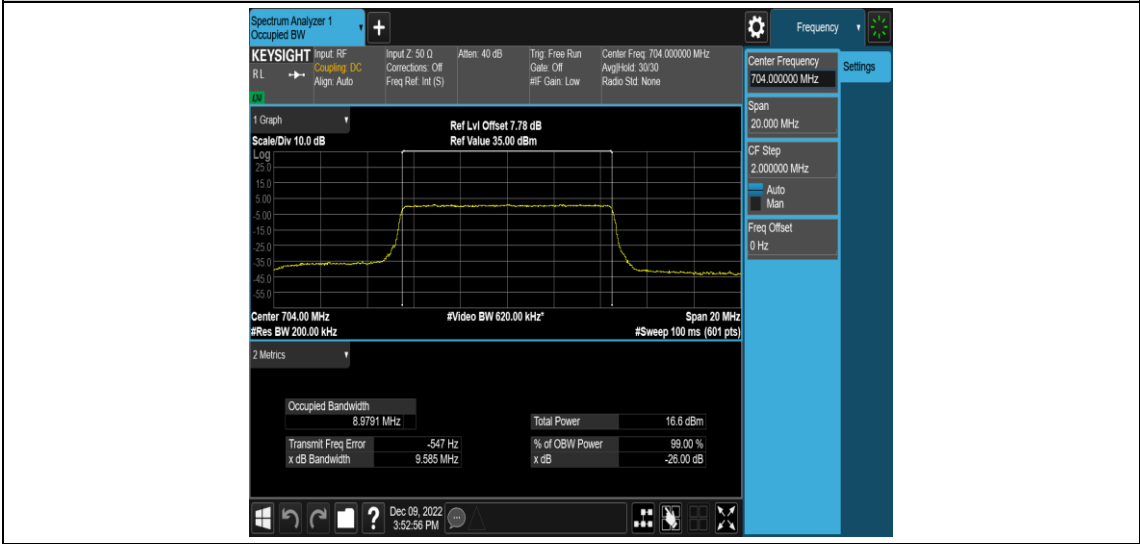 Spectrum Analyzer 1
Occupied BW
+
Frequency
KEYSIGHT
RL
Input: RF
Coupling: DC
Align: Auto
Input Z: 50 Ω
Corrections: Off
Freq Ref: Int (S)
Atten: 40 dB
Trig: Free Run
Gate: Off
#IF Gain: Low
Center Freq: 704.000000 MHz
Avg|Hold: 30/30
Radio Std: None
Center Frequency
704.000000 MHz
Settings
Span
20.000 MHz
CF Step
2.000000 MHz
Auto
Man
Freq Offset
0 Hz
1 Graph
Scale/Div 10.0 dB
Ref Lvl Offset 7.78 dB
Ref Value 35.00 dBm
Log
25.0
15.0
5.00
-5.00
-15.0
-25.0
-35.0
-45.0
-55.0
Center 704.00 MHz
#Video BW 620.00 kHz*
Span 20 MHz
#Res BW 200.00 kHz
#Sweep 100 ms (601 pts)
2 Metrics
Occupied Bandwidth
8.9791 MHz
Total Power 16.6 dBm
Transmit Freq Error -547 Hz
% of OBW Power 99.00 %
x dB Bandwidth 9.585 MHz
x dB -26.00 dB
?
Dec 09, 2022
3:52:56 PM